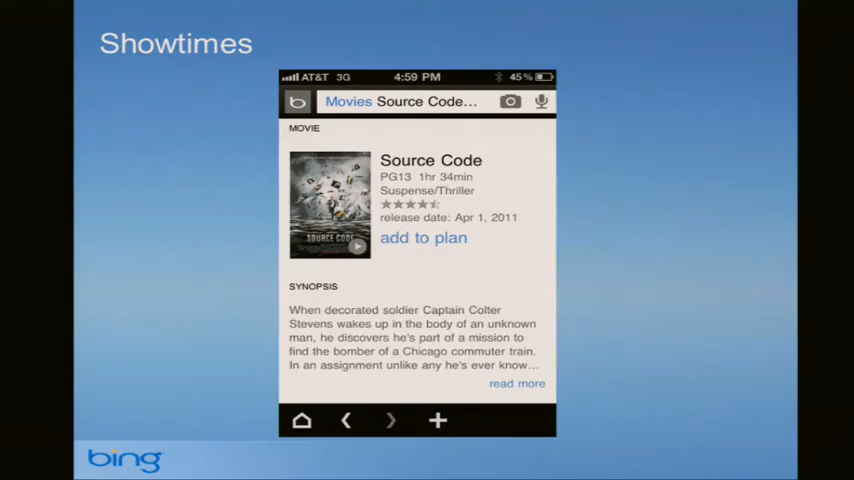 Showtimes
AT&T 3G 4:59 PM 45%
b Movies Source Code...
MOVIE
Source Code
PG13 1hr 34min
Suspense/Thriller
release date: Apr 1, 2011
add to plan
SOURCE CODE
SYNOPSIS
When decorated soldier Captain Colter
Stevens wakes up in the body of an unknown
man, he discovers he's part of a mission to
find the bomber of a Chicago commuter train.
In an assignment unlike any he's ever know...
read more
bing